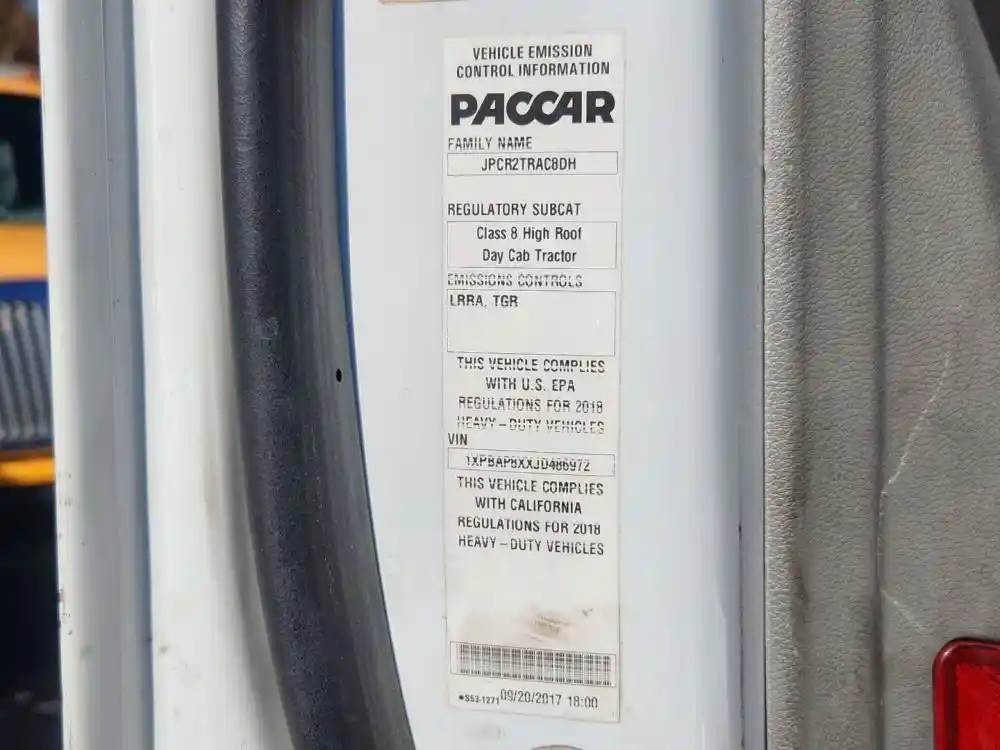 VEHICLE EMISSION
CONTROL INFORMATION
PACCAR
FAMILY NAME
JPCR2TRAC8DH
REGULATORY SUBCAT
Class 8 High Roof
Day Cab Tractor
EMISSIONS CONTROLS
LRRA, TGR
THIS VEHICLE COMPLIES
WITH U.S. EPA
REGULATIONS FOR 2018
HEAVY-DUTY VEHICLES
VIN
1XPBAP8XXJD486972
THIS VEHICLE COMPLIES
WITH CALIFORNIA
REGULATIONS FOR 2018
HEAVY-DUTY VEHICLES
•S53-1271 09/20/2017 18:00